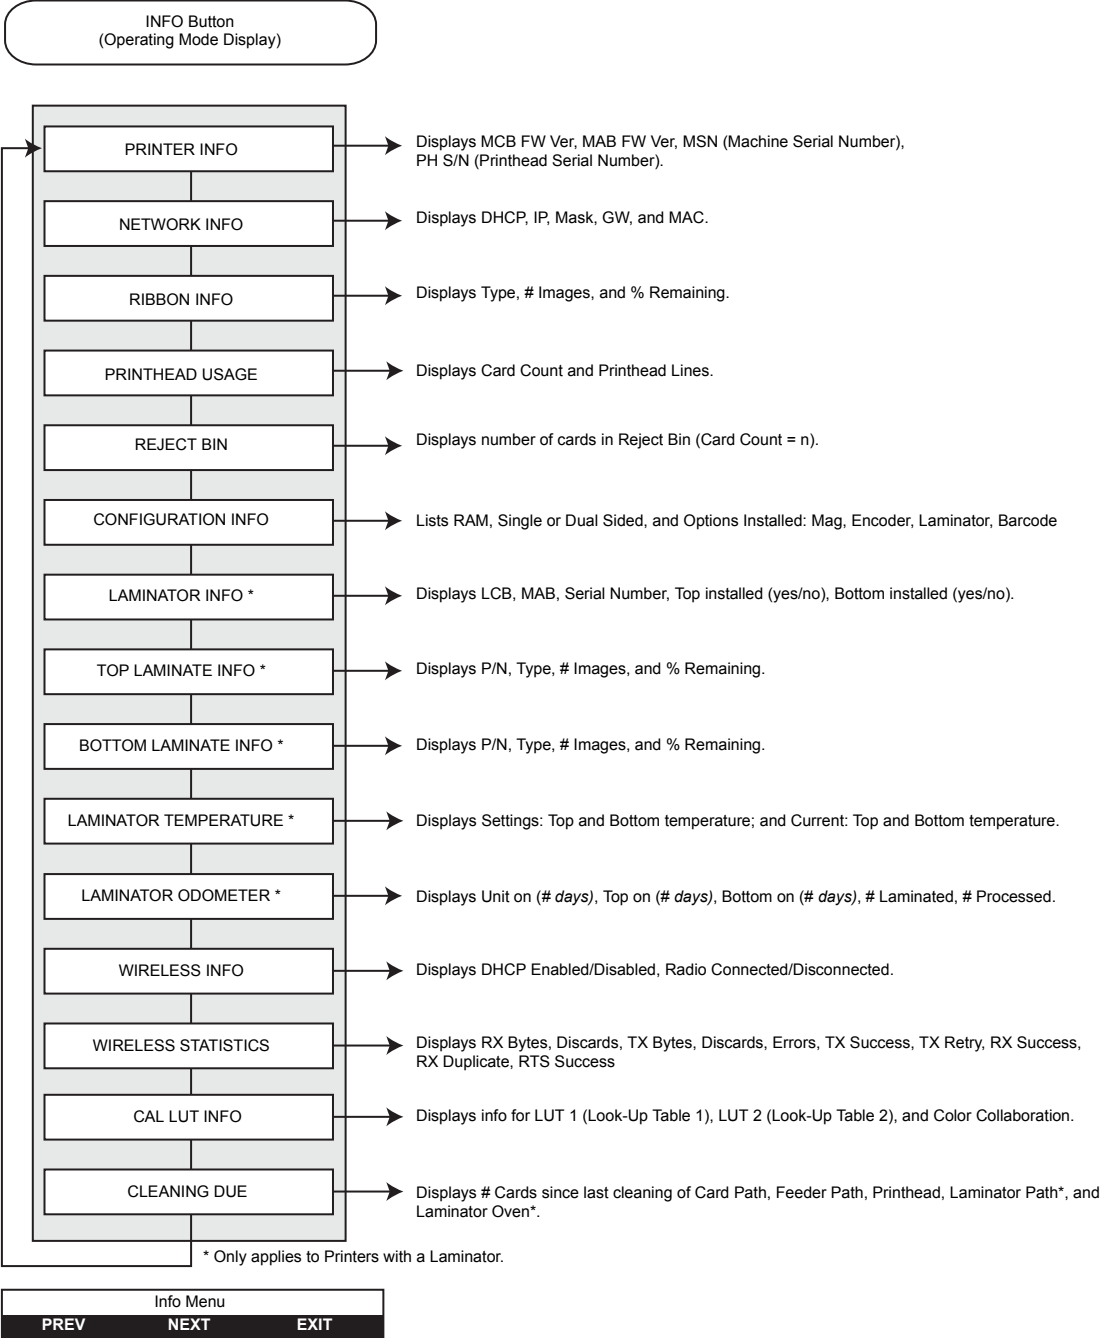 INFO Button
(Operating Mode Display)
PRINTER INFO
Displays MCB FW Ver, MAB FW Ver, MSN (Machine Serial Number),
PH S/N (Printhead Serial Number).
NETWORK INFO
Displays DHCP, IP, Mask, GW, and MAC.
RIBBON INFO
Displays Type, # Images, and % Remaining.
PRINTHEAD USAGE
Displays Card Count and Printhead Lines.
REJECT BIN
Displays number of cards in Reject Bin (Card Count = n).
CONFIGURATION INFO
Lists RAM, Single or Dual Sided, and Options Installed: Mag, Encoder, Laminator, Barcode
LAMINATOR INFO *
Displays LCB, MAB, Serial Number, Top installed (yes/no), Bottom installed (yes/no).
TOP LAMINATE INFO *
Displays P/N, Type, # Images, and % Remaining.
BOTTOM LAMINATE INFO *
Displays P/N, Type, # Images, and % Remaining.
LAMINATOR TEMPERATURE *
Displays Settings: Top and Bottom temperature; and Current: Top and Bottom temperature.
LAMINATOR ODOMETER *
Displays Unit on (# days), Top on (# days), Bottom on (# days), # Laminated, # Processed.
WIRELESS INFO
Displays DHCP Enabled/Disabled, Radio Connected/Disconnected.
WIRELESS STATISTICS
Displays RX Bytes, Discards, TX Bytes, Discards, Errors, TX Success, TX Retry, RX Success,
RX Duplicate, RTS Success
CAL LUT INFO
Displays info for LUT 1 (Look-Up Table 1), LUT 2 (Look-Up Table 2), and Color Collaboration.
CLEANING DUE
Displays # Cards since last cleaning of Card Path, Feeder Path, Printhead, Laminator Path*, and
Laminator Oven*.
* Only applies to Printers with a Laminator.
Info Menu
PREV NEXT EXIT